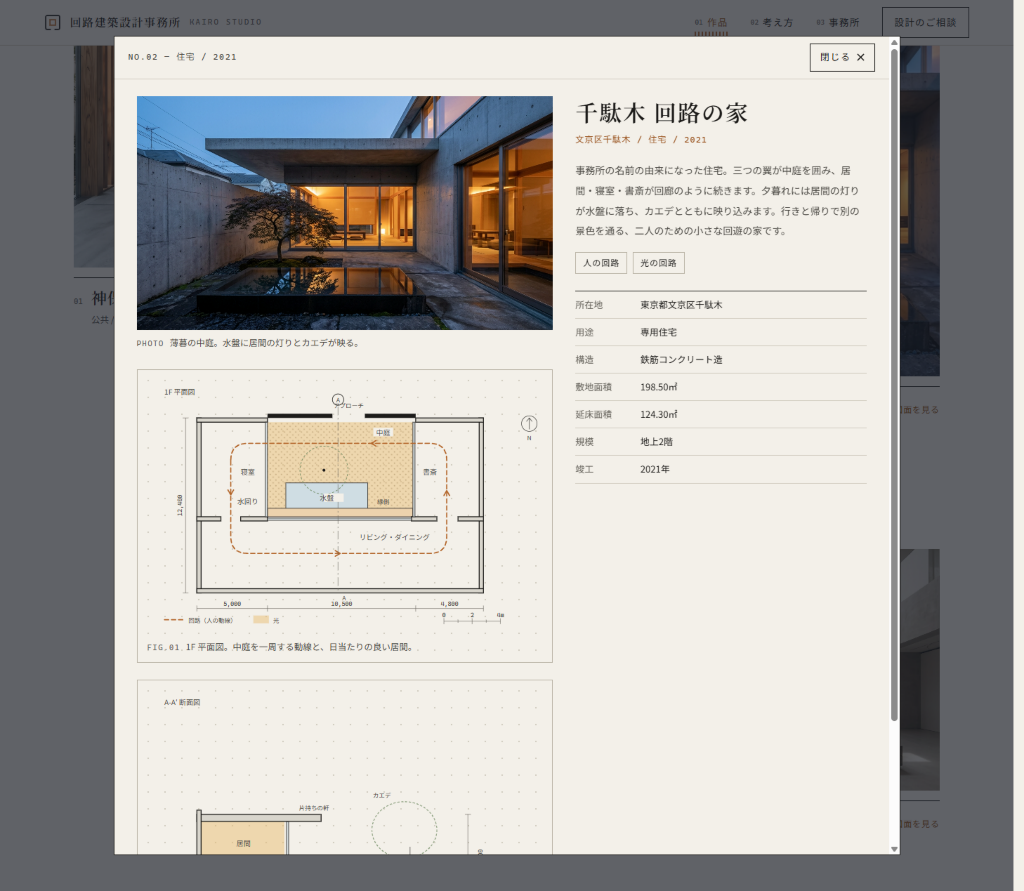 回路建築設計事務所 KAIRO STUDIO
01 作品
02 考え方
03 事務所
設計のご相談
NO.02 — 住宅 / 2021
閉じる ✕
千駄木 回路の家
文京区千駄木 / 住宅 / 2021
事務所の名前の由来になった住宅。三つの翼が中庭を囲み、居
間・寝室・書斎が回廊のように続きます。夕暮れには居間の灯り
が水盤に落ち、カエデとともに映り込みます。行きと帰りで別の
景色を通る、二人のための小さな回遊の家です。
人の回路
光の回路
所在地 東京都文京区千駄木
用途 専用住宅
構造 鉄筋コンクリート造
敷地面積 198.50㎡
延床面積 124.30㎡
規模 地上2階
竣工 2021年
PHOTO 薄暮の中庭。水盤に居間の灯りとカエデが映る。
1F 平面図
A
アプローチ
中庭
N
寝室
書斎
水盤
水回り
縁側
12,400
リビング・ダイニング
A
5,000
10,500
4,800
回路（人の動線）
光
0 2 4m
FIG.01 1F 平面図。中庭を一周する動線と、日当たりの良い居間。
A-A' 断面図
カエデ
片持ちの軒
居間
01
公共 /
図面を見る
図面を見る